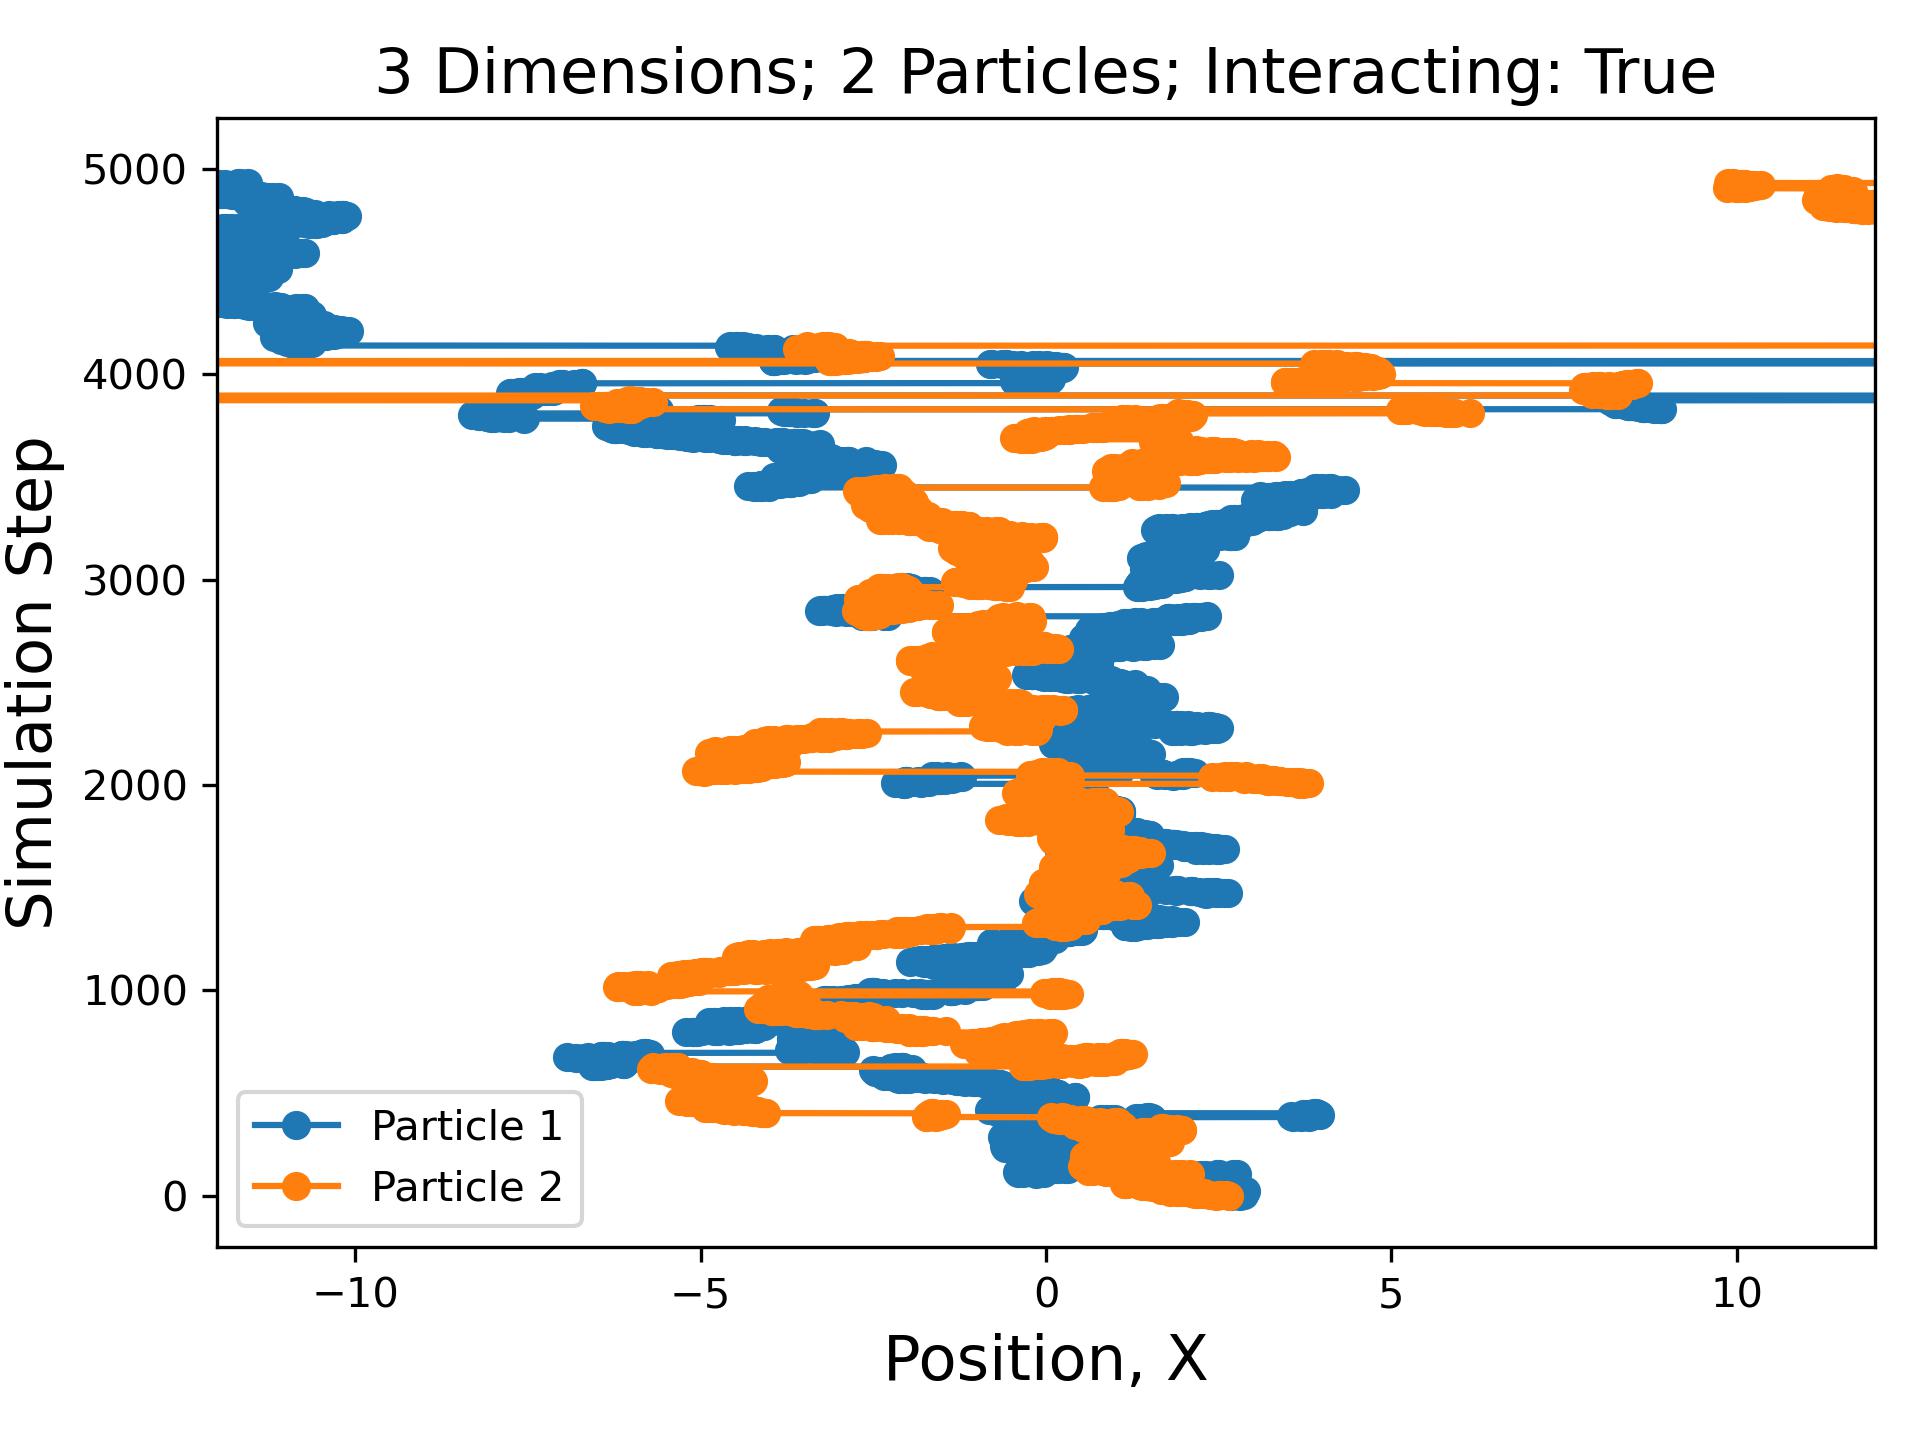 3 Dimensions; 2 Particles; Interacting: True
Simulation Step
5000
4000
3000
2000
1000
0
Particle 1
Particle 2
−10
−5
0
5
10
Position, X